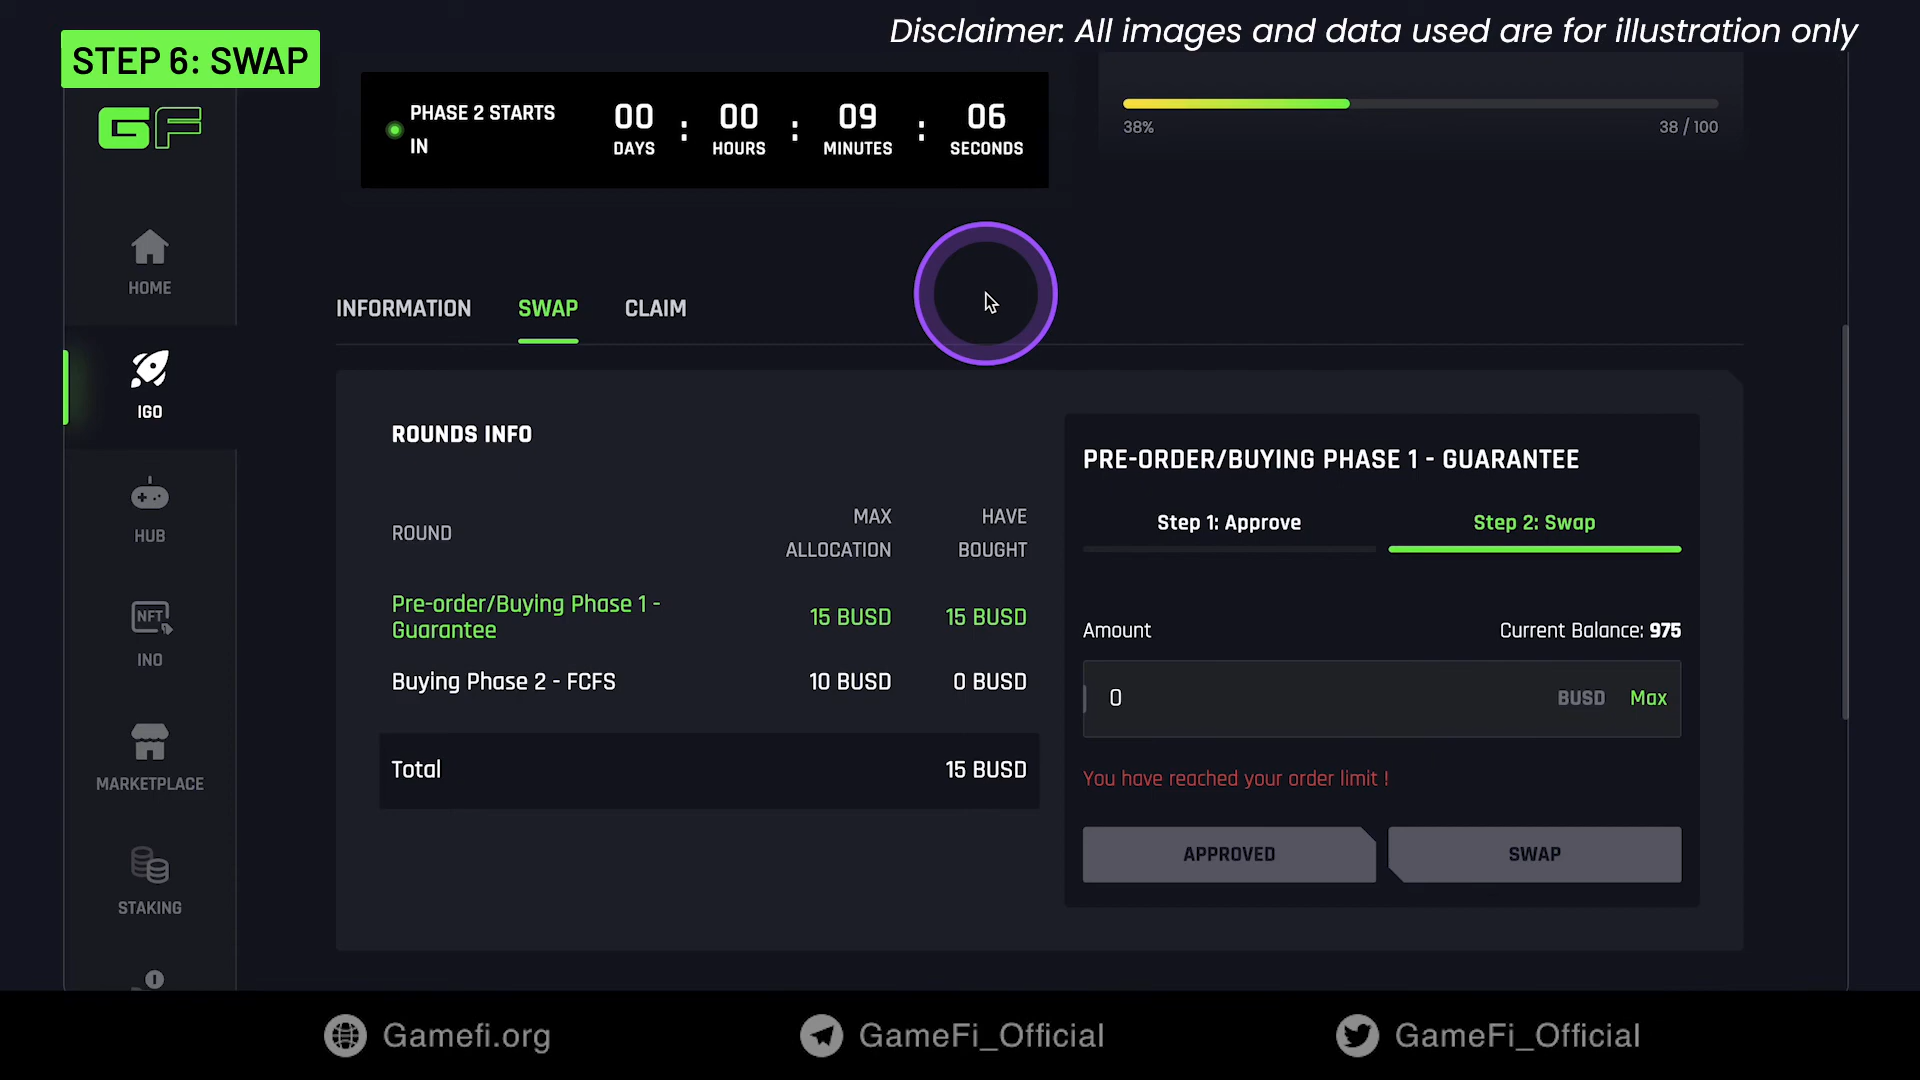 Disclaimer: All images and data used are for illustration only
STEP 6: SWAP
GF
PHASE 2 STARTS
IN
00 : 00 : 09 : 06
DAYS HOURS MINUTES SECONDS
38% 38 / 100
HOME
IGO
HUB
NFT
INO
MARKETPLACE
STAKING
INFORMATION SWAP CLAIM
ROUNDS INFO
ROUND
MAX
ALLOCATION
HAVE
BOUGHT
Pre-order/Buying Phase 1 -
Guarantee
15 BUSD 15 BUSD
Buying Phase 2 - FCFS 10 BUSD 0 BUSD
Total 15 BUSD
PRE-ORDER/BUYING PHASE 1 - GUARANTEE
Step 1: Approve Step 2: Swap
Amount Current Balance: 975
0 BUSD Max
You have reached your order limit !
APPROVED SWAP
Gamefi.org GameFi_Official GameFi_Official